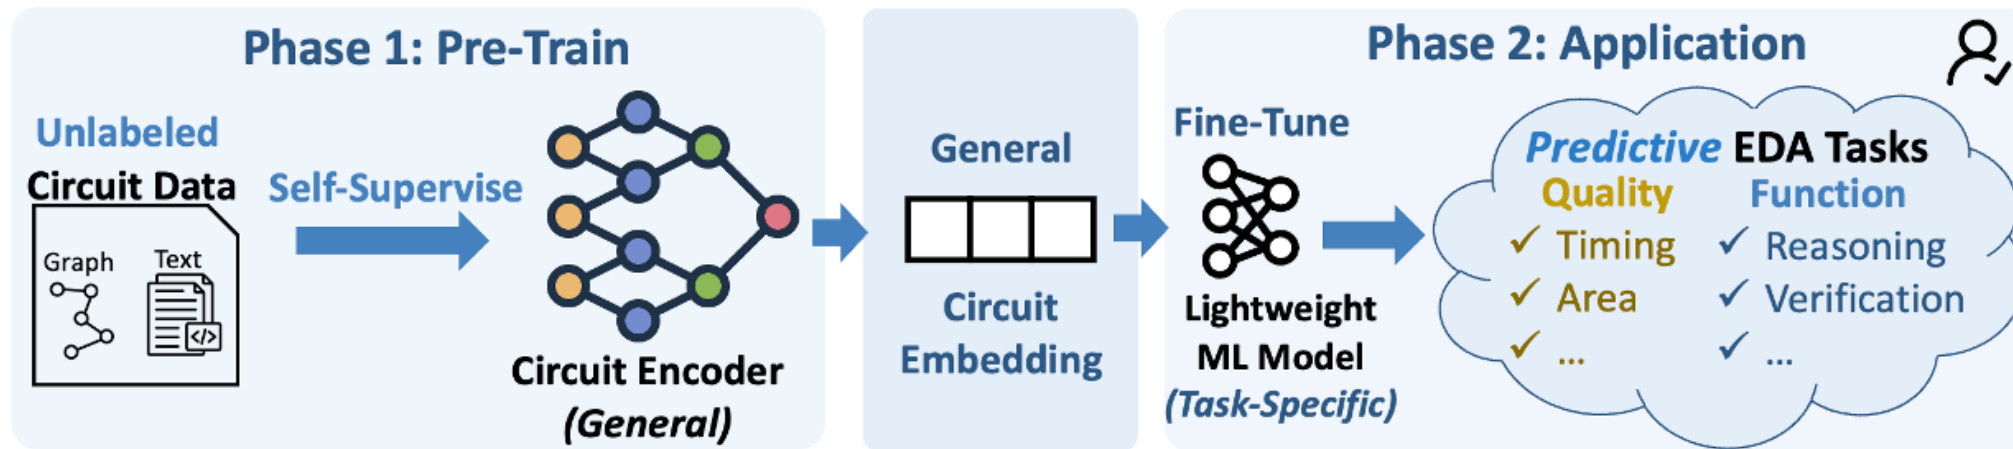 Phase 1: Pre-Train
Unlabeled
Circuit Data
Graph
Text
</>
Self-Supervise
Circuit Encoder
(General)
General
Circuit
Embedding
Phase 2: Application
Fine-Tune
Lightweight
ML Model
(Task-Specific)
Predictive EDA Tasks
Quality
Timing
Area
...
Function
Reasoning
Verification
...